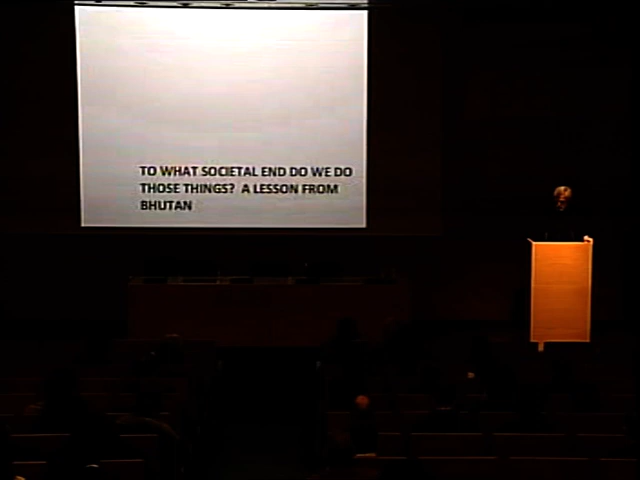 TO WHAT SOCIETAL END DO WE DO
THOSE THINGS?  A LESSON FROM
BHUTAN